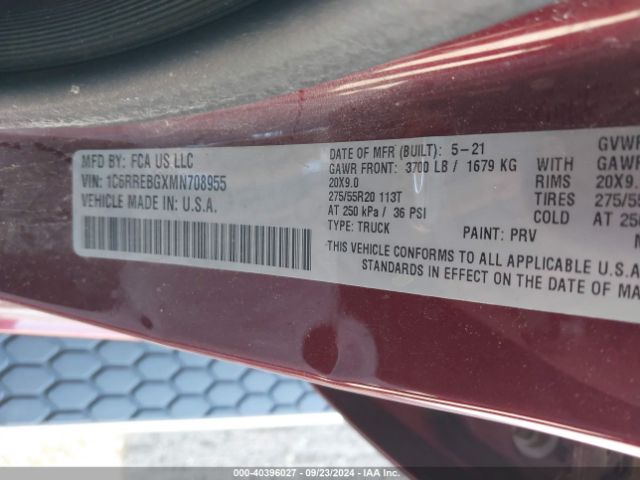 MFD BY: FCA US LLC
VIN: 1C6RREBGXMN708955
VEHICLE MADE IN U.S.A.
DATE OF MFR (BUILT): 5-21
GAWR FRONT: 3700 LB / 1679 KG
20X9.0
275/55R20 113T
AT 250 kPa / 36 PSI
TYPE: TRUCK
PAINT: PRV
THIS VEHICLE CONFORMS TO ALL APPLICABLE U.S.A
STANDARDS IN EFFECT ON THE DATE OF MA
GVWR
GAWR
WITH
RIMS 20X9
TIRES 275/55
COLD AT 250
000-40396027 - 09/23/2024 - IAA Inc.